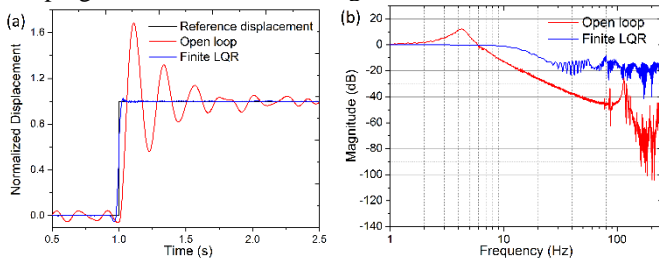 (a)
Reference displacement
Open loop
Finite LQR
Normalized Displacement
1.6
1.2
0.8
0.4
0.0
0.5 1.0 1.5 2.0 2.5
Time (s)
(b)
Open loop
Finite LQR
Magnitude (dB)
20
0
-20
-40
-60
-80
-100
-120
-140
1 10 100
Frequency (Hz)